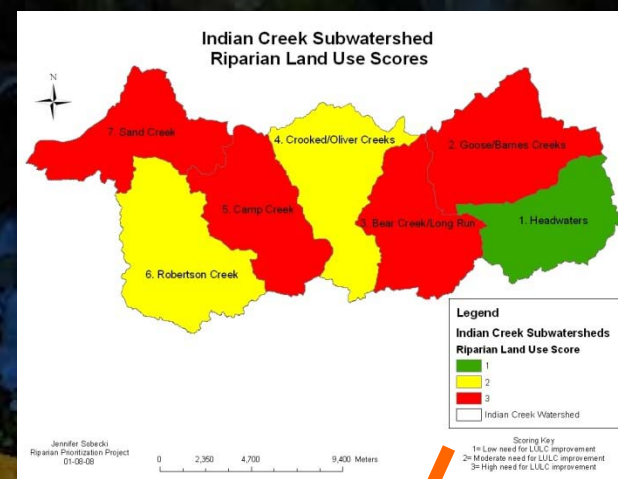 Indian Creek Subwatershed
Riparian Land Use Scores
N
7. Sand Creek
4. Crooked/Oliver Creeks
2. Goose/Barnes Creeks
5. Camp Creek
3. Bear Creek/Long Run
1. Headwaters
6. Robertson Creek
Legend
Indian Creek Subwatersheds
Riparian Land Use Score
1
2
3
Indian Creek Watershed
Jennifer Sobecki
Riparian Prioritization Project
01-08-08
0 2,350 4,700 9,400 Meters
Scoring Key
1= Low need for LULC improvement
2= Moderate need for LULC improvement
3= High need for LULC improvement